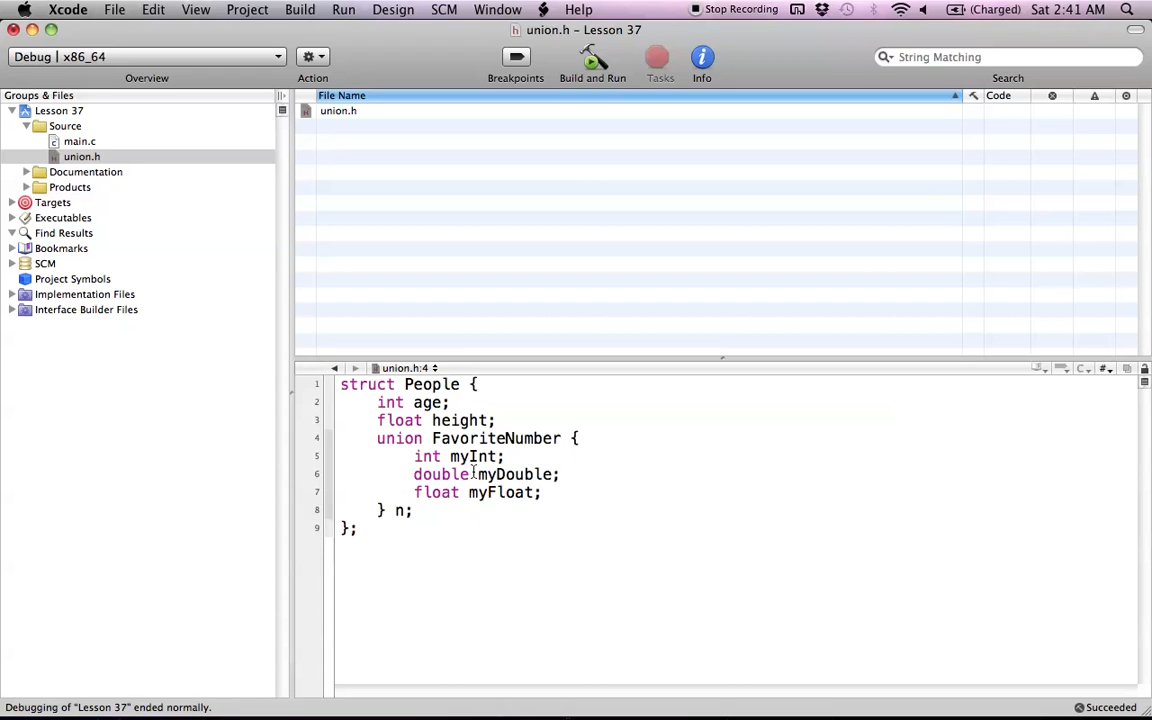 Xcode File Edit View Project Build Run Design SCM Window Help Stop Recording (Charged) Sat 2:41 AM
union.h - Lesson 37
Debug | x86_64
String Matching
Overview Action Breakpoints Build and Run Tasks Info Search
Groups & Files File Name Code
Lesson 37
union.h
Source
main.c
union.h
Documentation
Products
Targets
Executables
Find Results
Bookmarks
SCM
Project Symbols
Implementation Files
Interface Builder Files
union.h:4 C #
1 struct People {
2 int age;
3 float height;
4 union FavoriteNumber {
5 int myInt;
6 double myDouble;
7 float myFloat;
8 } n;
9 };
Debugging of "Lesson 37" ended normally. Succeeded